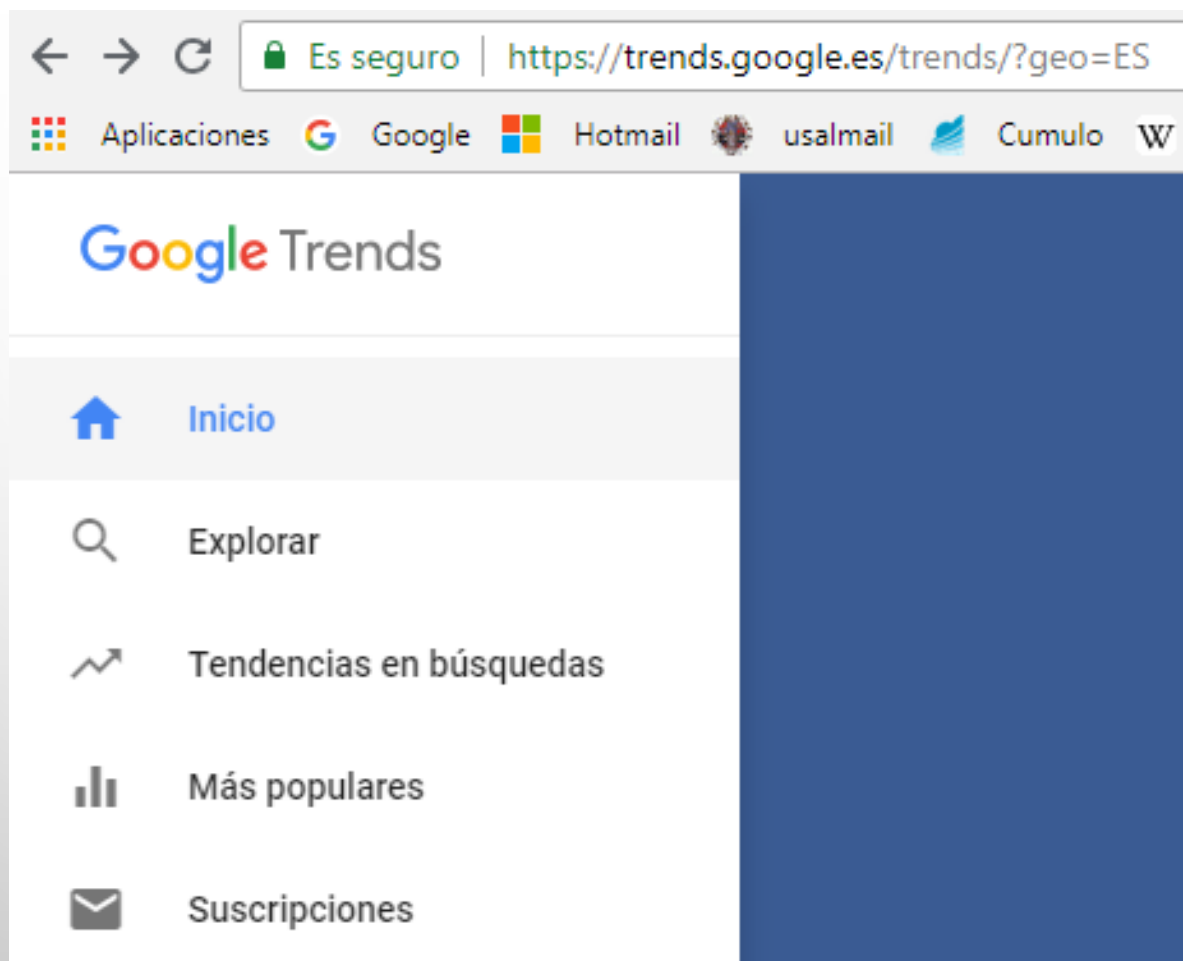 Es seguro | https://trends.google.es/trends/?geo=ES
Aplicaciones G Google Hotmail usalmail Cumulo W
Google Trends
Inicio
Explorar
Tendencias en búsquedas
Más populares
Suscripciones